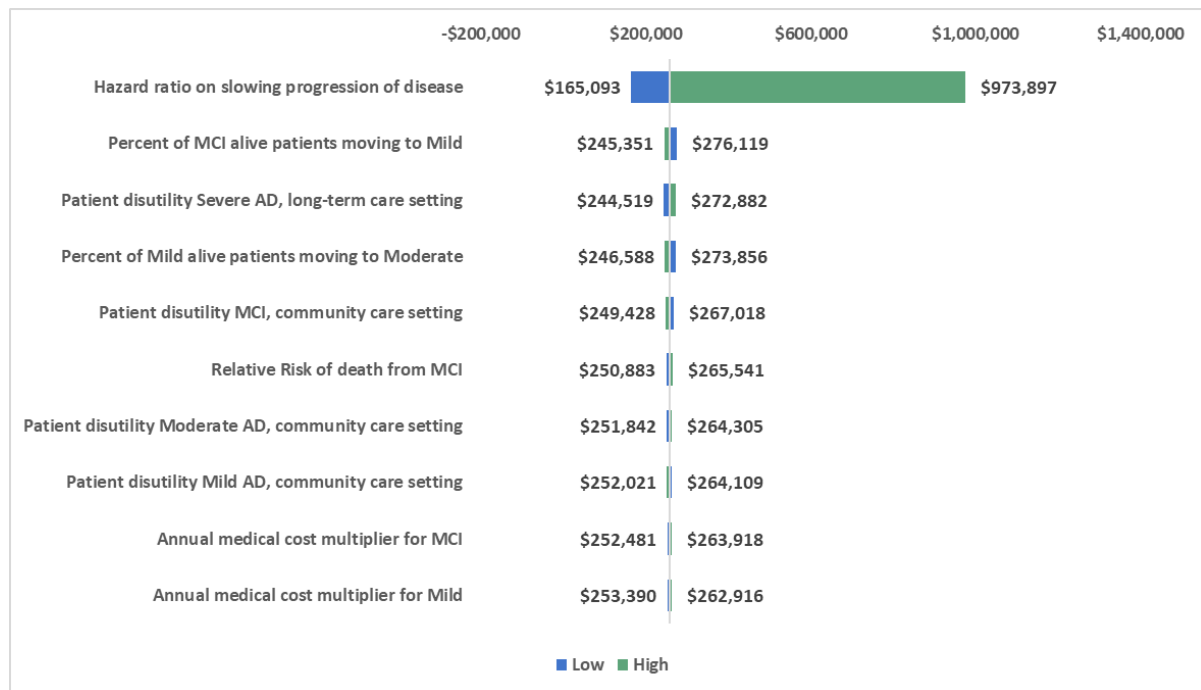 -$200,000 $200,000 $600,000 $1,000,000 $1,400,000
Hazard ratio on slowing progression of disease $165,093 $973,897
Percent of MCI alive patients moving to Mild $245,351 $276,119
Patient disutility Severe AD, long-term care setting $244,519 $272,882
Percent of Mild alive patients moving to Moderate $246,588 $273,856
Patient disutility MCI, community care setting $249,428 $267,018
Relative Risk of death from MCI $250,883 $265,541
Patient disutility Moderate AD, community care setting $251,842 $264,305
Patient disutility Mild AD, community care setting $252,021 $264,109
Annual medical cost multiplier for MCI $252,481 $263,918
Annual medical cost multiplier for Mild $253,390 $262,916
Low High